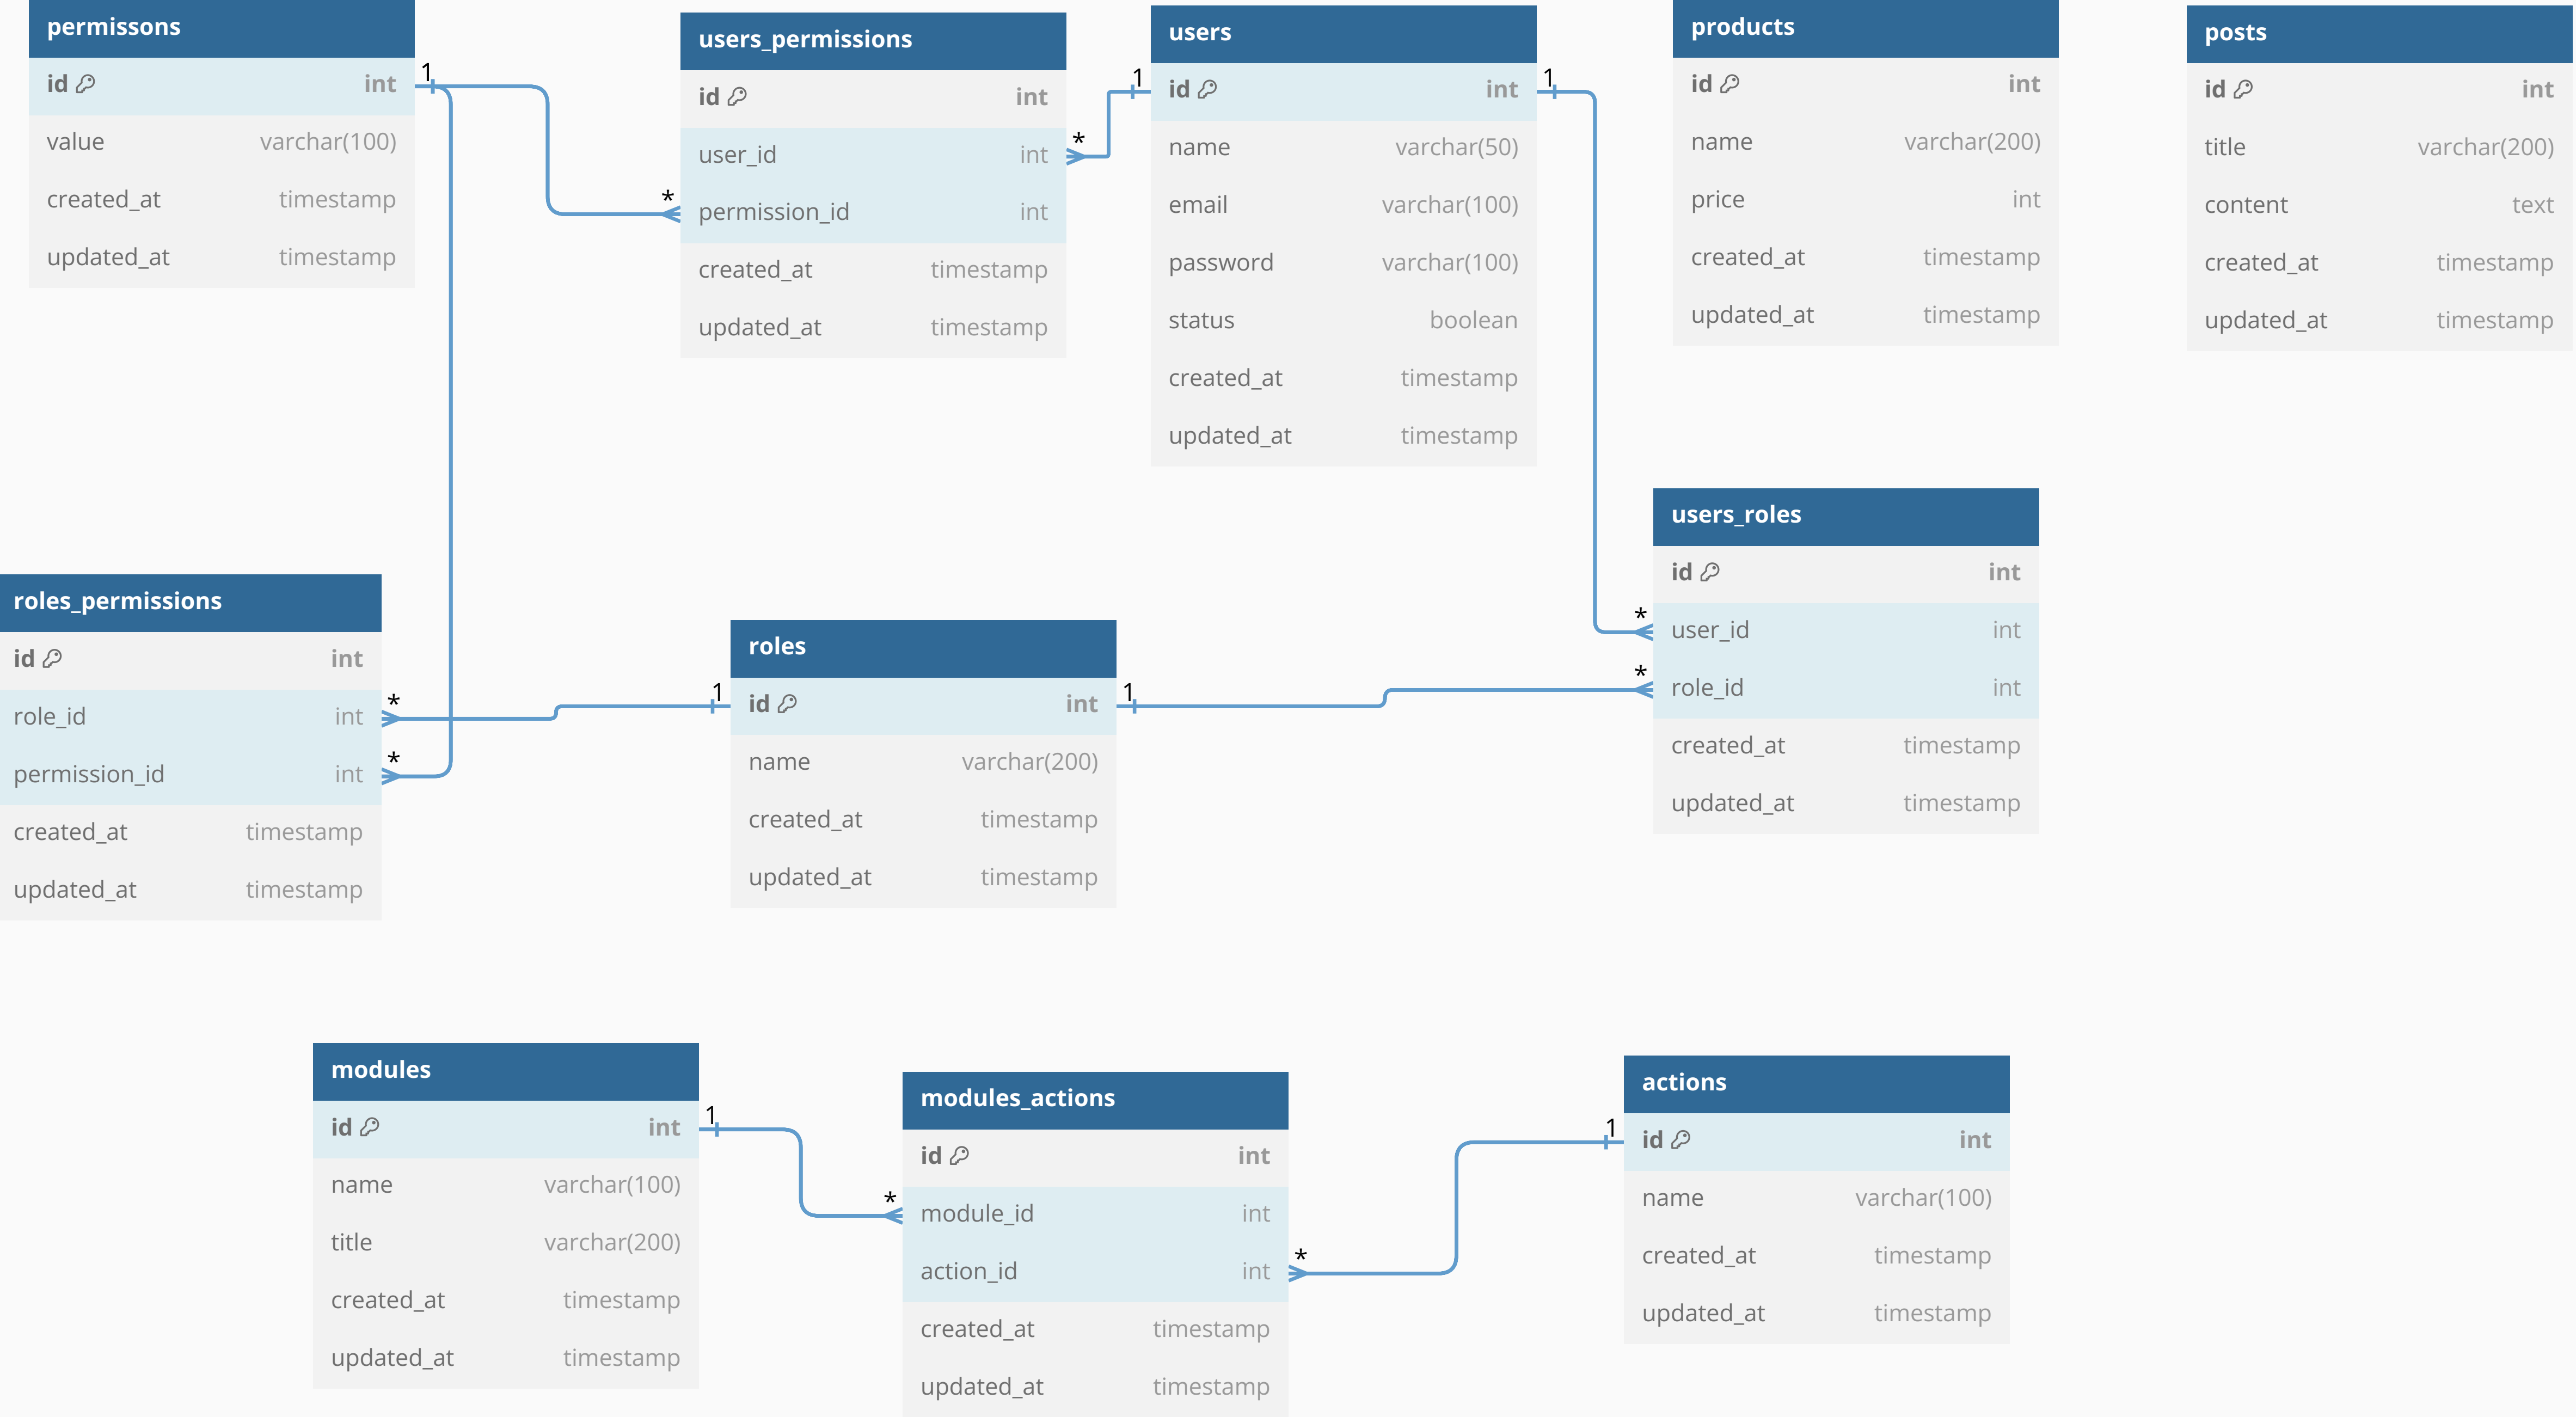 permissons
id int
value varchar(100)
created_at timestamp
updated_at timestamp
1
*
users_permissions
id int
user_id int
permission_id int
created_at timestamp
updated_at timestamp
*
1
users
id int
name varchar(50)
email varchar(100)
password varchar(100)
status boolean
created_at timestamp
updated_at timestamp
1
products
id int
name varchar(200)
price int
created_at timestamp
updated_at timestamp
posts
id int
title varchar(200)
content text
created_at timestamp
updated_at timestamp
roles_permissions
id int
role_id int
permission_id int
created_at timestamp
updated_at timestamp
*
*
1
roles
id int
name varchar(200)
created_at timestamp
updated_at timestamp
1
*
*
users_roles
id int
user_id int
role_id int
created_at timestamp
updated_at timestamp
modules
id int
name varchar(100)
title varchar(200)
created_at timestamp
updated_at timestamp
1
*
modules_actions
id int
module_id int
action_id int
created_at timestamp
updated_at timestamp
*
1
actions
id int
name varchar(100)
created_at timestamp
updated_at timestamp